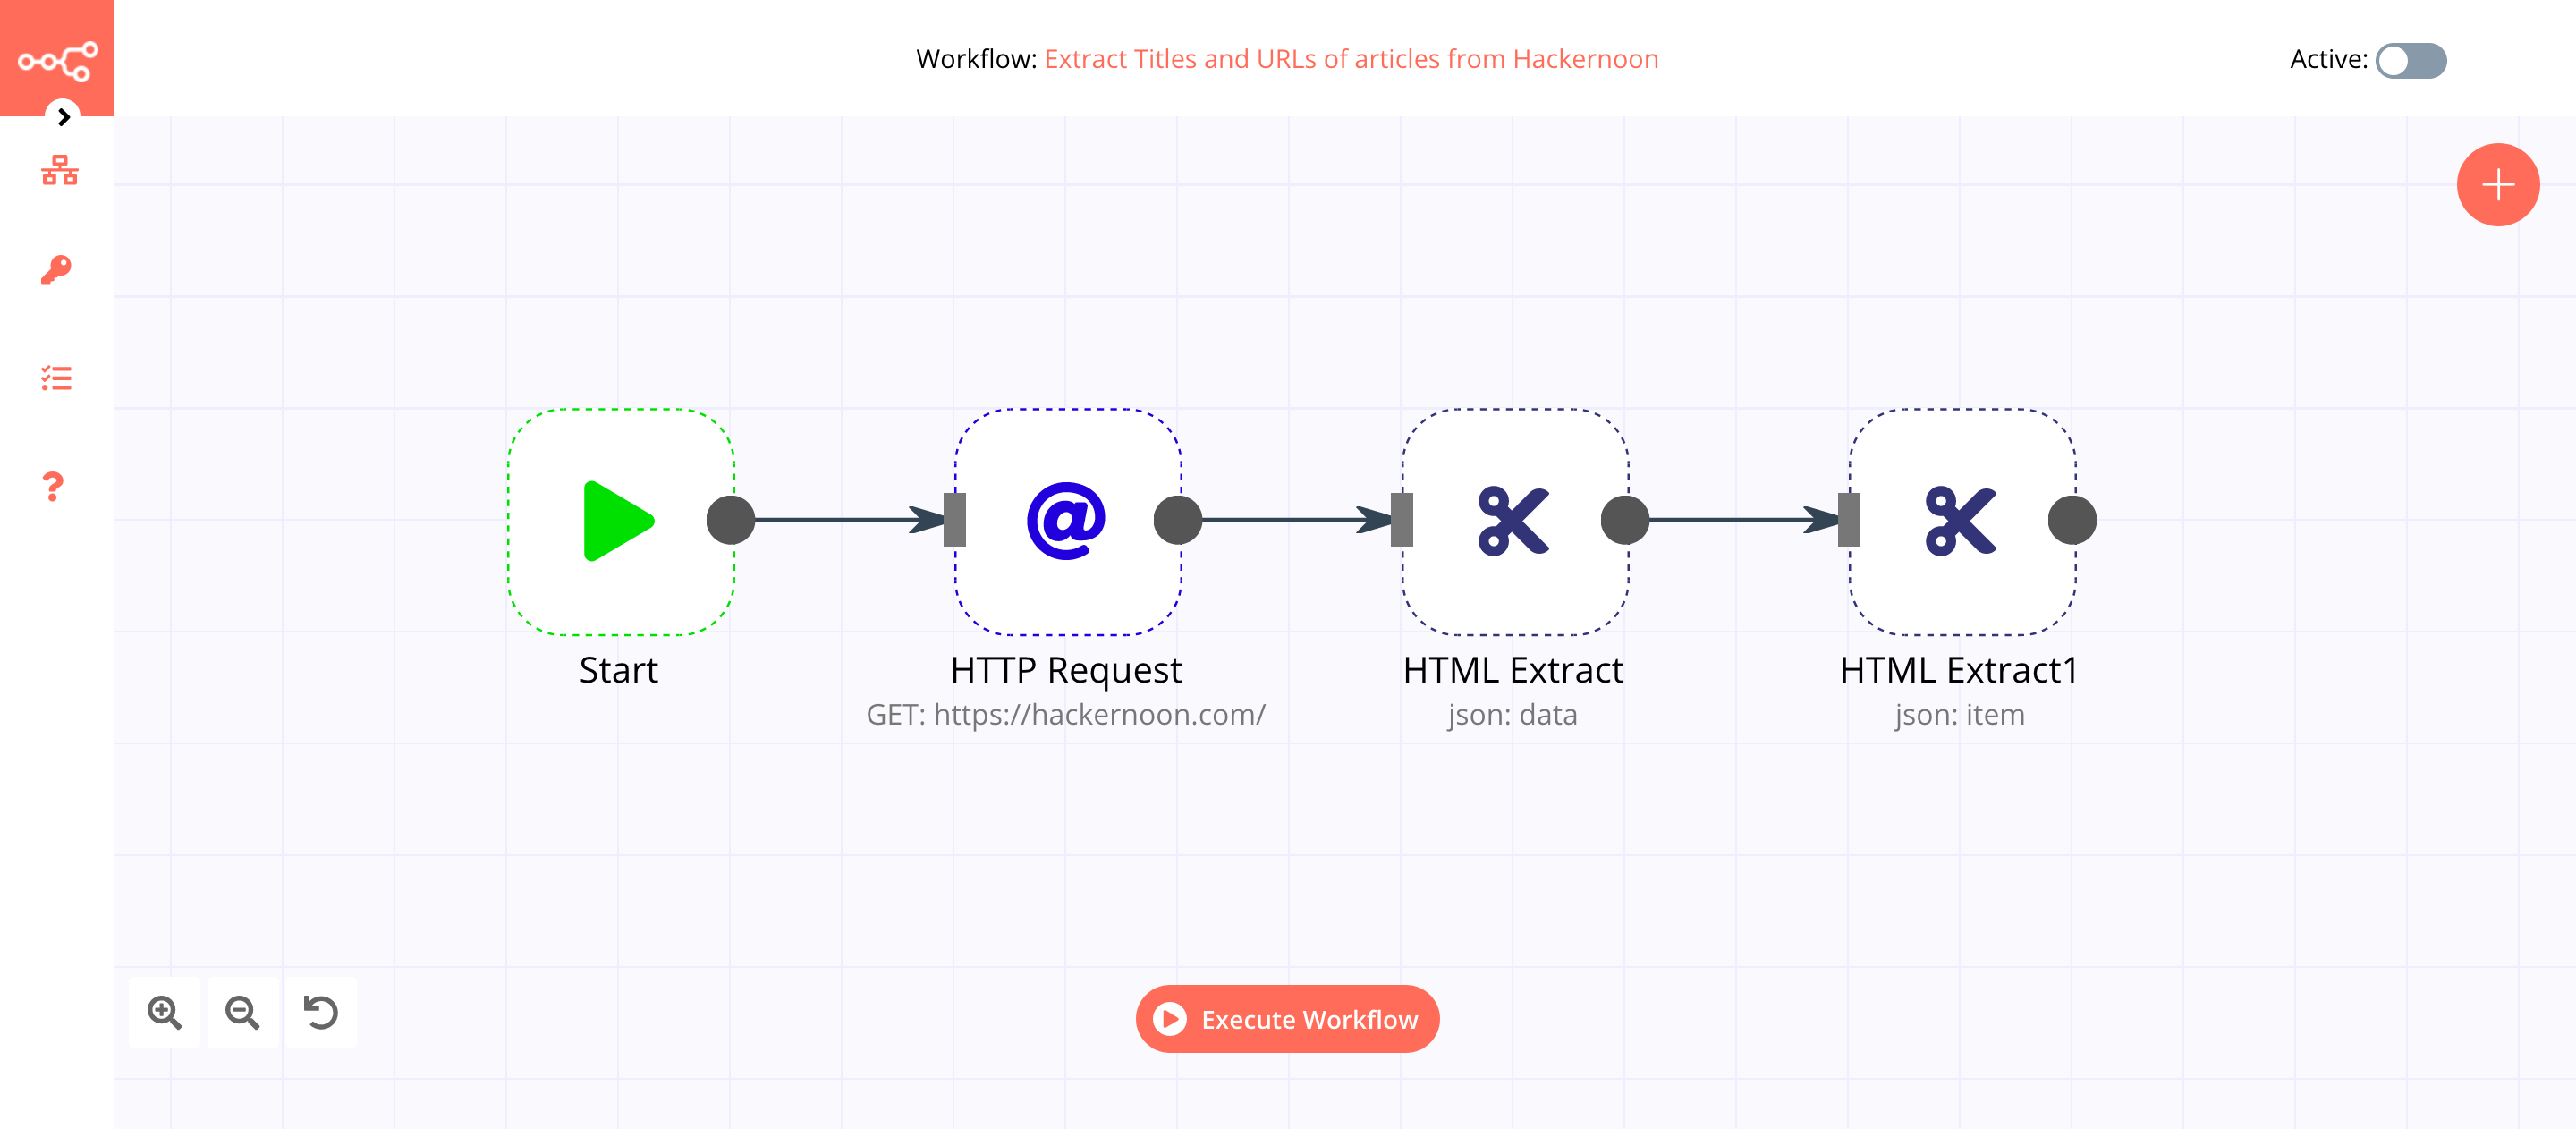 Workflow: Extract Titles and URLs of articles from Hackernoon
Active:
Start
HTTP Request
GET: https://hackernoon.com/
HTML Extract
json: data
HTML Extract1
json: item
Execute Workflow